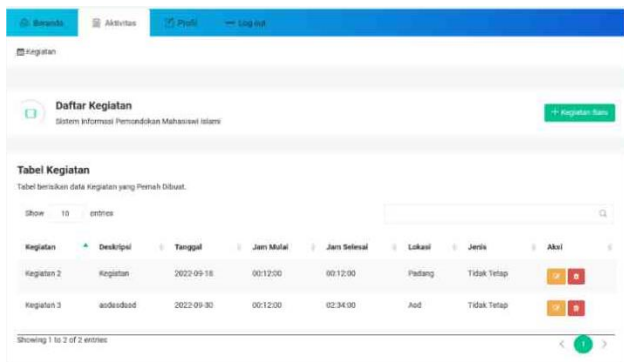 Beranda Aktivitas Profil Log out
Kegiatan
Daftar Kegiatan
Sistem Informasi Pemondokan Mahasiswi Islami
+ Kegiatan Baru
Tabel Kegiatan
Tabel berisikan data Kegiatan yang Pernah Dibuat.
Show 10 entries
Kegiatan Deskripsi Tanggal Jam Mulai Jam Selesai Lokasi Jenis Aksi
Kegiatan 2 Kegiatan 2022-09-18 00:12:00 00:12:00 Padang Tidak Tetap
Kegiatan 3 2022-09-30 00:12:00 02:34:00 Asd Tidak Tetap
Showing 1 to 2 of 2 entries
< 1 >